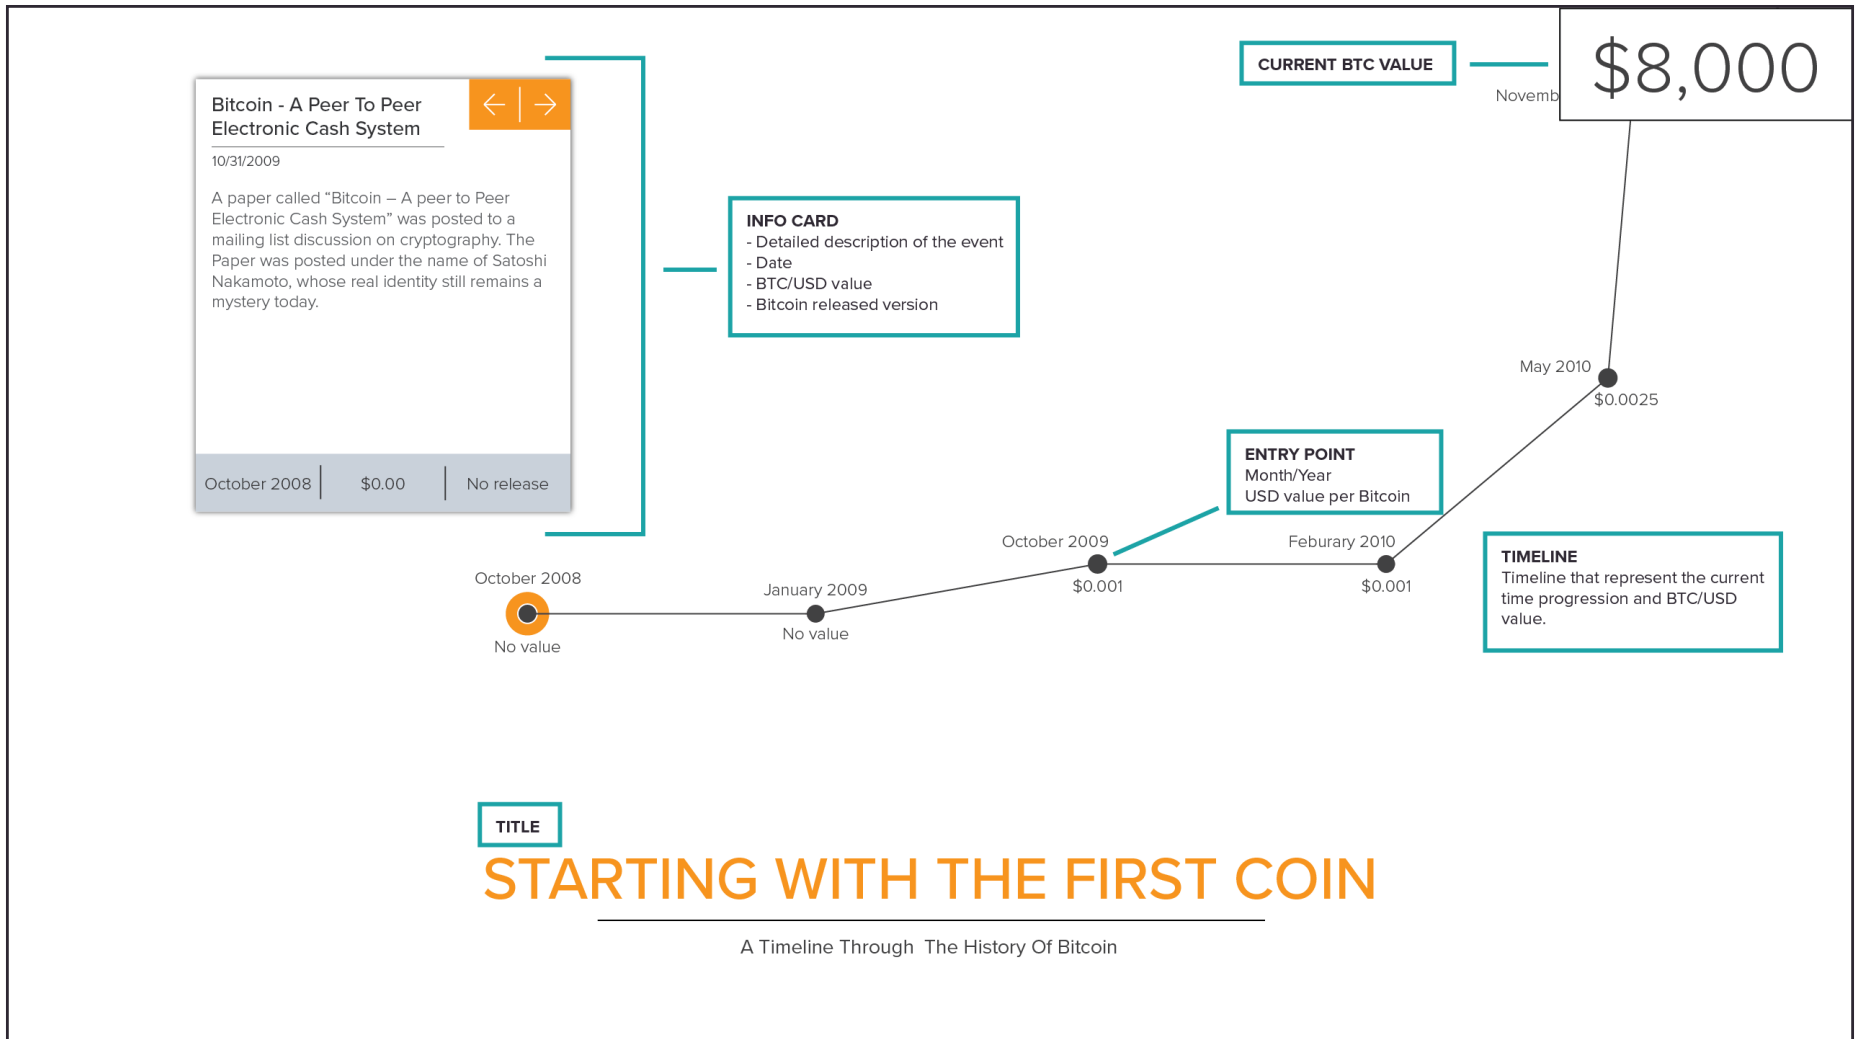 CURRENT BTC VALUE
$8,000
Novemb
Bitcoin - A Peer To Peer
Electronic Cash System
10/31/2009
A paper called “Bitcoin – A peer to Peer
Electronic Cash System” was posted to a
mailing list discussion on cryptography. The
Paper was posted under the name of Satoshi
Nakamoto, whose real identity still remains a
mystery today.
October 2008
$0.00
No release
INFO CARD
- Detailed description of the event
- Date
- BTC/USD value
- Bitcoin released version
May 2010
$0.0025
ENTRY POINT
Month/Year
USD value per Bitcoin
October 2009
$0.001
Feburary 2010
$0.001
October 2008
No value
January 2009
No value
TIMELINE
Timeline that represent the current
time progression and BTC/USD
value.
TITLE
STARTING WITH THE FIRST COIN
A Timeline Through  The History Of Bitcoin